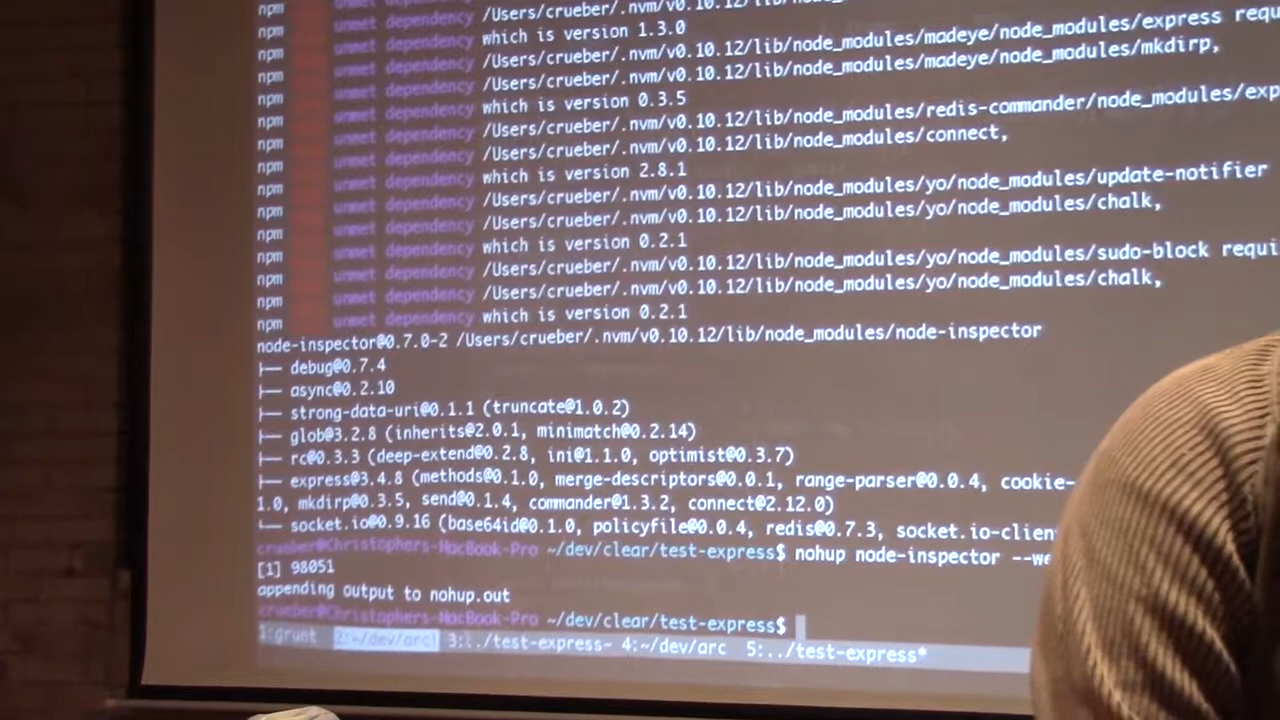 npm unmet dependency /Users/crueber/.nvm/v0.10.12/lib/
npm unmet dependency which is version 1.3.0
npm unmet dependency /Users/crueber/.nvm/v0.10.12/lib/node_modules/madeye/node_modules/express requ
npm unmet dependency /Users/crueber/.nvm/v0.10.12/lib/node_modules/madeye/node_modules/mkdirp,
npm unmet dependency which is version 0.3.5
npm unmet dependency /Users/crueber/.nvm/v0.10.12/lib/node_modules/redis-commander/node_modules/exp
npm unmet dependency /Users/crueber/.nvm/v0.10.12/lib/node_modules/connect,
npm unmet dependency which is version 2.8.1
npm unmet dependency /Users/crueber/.nvm/v0.10.12/lib/node_modules/yo/node_modules/update-notifier
npm unmet dependency /Users/crueber/.nvm/v0.10.12/lib/node_modules/yo/node_modules/chalk,
npm unmet dependency which is version 0.2.1
npm unmet dependency /Users/crueber/.nvm/v0.10.12/lib/node_modules/yo/node_modules/sudo-block requi
npm unmet dependency /Users/crueber/.nvm/v0.10.12/lib/node_modules/yo/node_modules/chalk,
npm unmet dependency which is version 0.2.1
node-inspector@0.7.0-2 /Users/crueber/.nvm/v0.10.12/lib/node_modules/node-inspector
├── debug@0.7.4
├── async@0.2.10
├── strong-data-uri@0.1.1 (truncate@1.0.2)
├── glob@3.2.8 (inherits@2.0.1, minimatch@0.2.14)
├── rc@0.3.3 (deep-extend@0.2.8, ini@1.1.0, optimist@0.3.7)
├── express@3.4.8 (methods@0.1.0, merge-descriptors@0.0.1, range-parser@0.0.4, cookie-
1.0, mkdirp@0.3.5, send@0.1.4, commander@1.3.2, connect@2.12.0)
└── socket.io@0.9.16 (base64id@0.1.0, policyfile@0.0.4, redis@0.7.3, socket.io-clien
crueber@Christophers-MacBook-Pro ~/dev/clear/test-express$ nohup node-inspector --we
[1] 98051
appending output to nohup.out
crueber@Christophers-MacBook-Pro ~/dev/clear/test-express$
1:grunt 2:~/dev/arc! 3:../test-express- 4:~/dev/arc 5:../test-express*